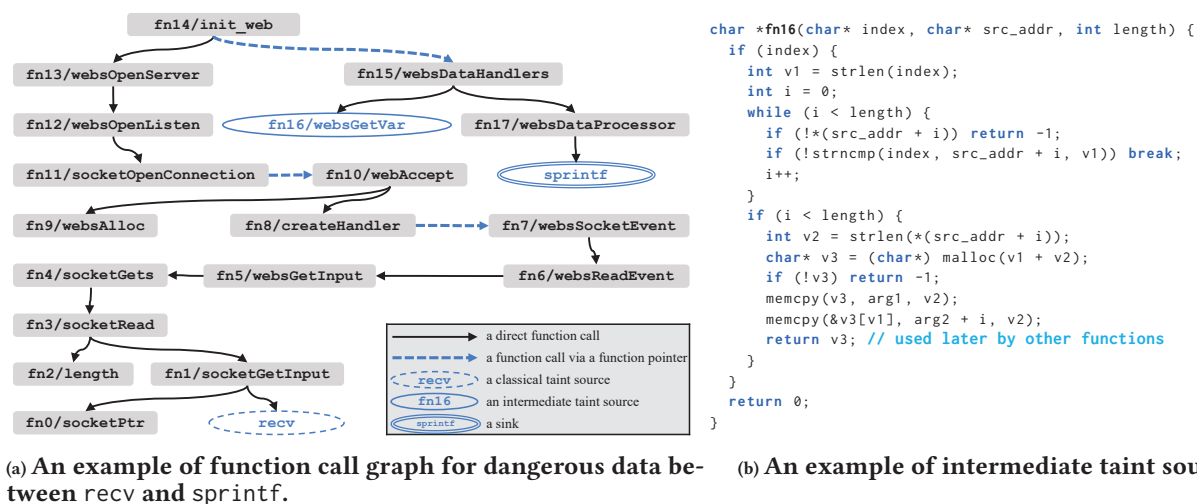 fn14/init_web
fn13/websOpenServer
fn15/websDataHandlers
fn12/websOpenListen
fn16/websGetVar
fn17/websDataProcessor
fn11/socketOpenConnection
fn10/webAccept
sprintf
fn9/websAlloc
fn8/createHandler
fn7/websSocketEvent
fn4/socketGets
fn5/websGetInput
fn6/websReadEvent
fn3/socketRead
fn2/length
fn1/socketGetInput
fn0/socketPtr
recv
a direct function call
a function call via a function pointer
recv a classical taint source
fn16 an intermediate taint source
sprintf a sink
(a) An example of function call graph for dangerous data be-
tween recv and sprintf.
char *fn16(char* index, char* src_addr, int length) {
if (index) {
int v1 = strlen(index);
int i = 0;
while (i < length) {
if (!*(src_addr + i)) return -1;
if (!strncmp(index, src_addr + i, v1)) break;
i++;
}
if (i < length) {
int v2 = strlen(*(src_addr + i));
char* v3 = (char*) malloc(v1 + v2);
if (!v3) return -1;
memcpy(v3, arg1, v2);
memcpy(&v3[v1], arg2 + i, v2);
return v3; // used later by other functions
}
}
return 0;
}
(b) An example of intermediate taint sou